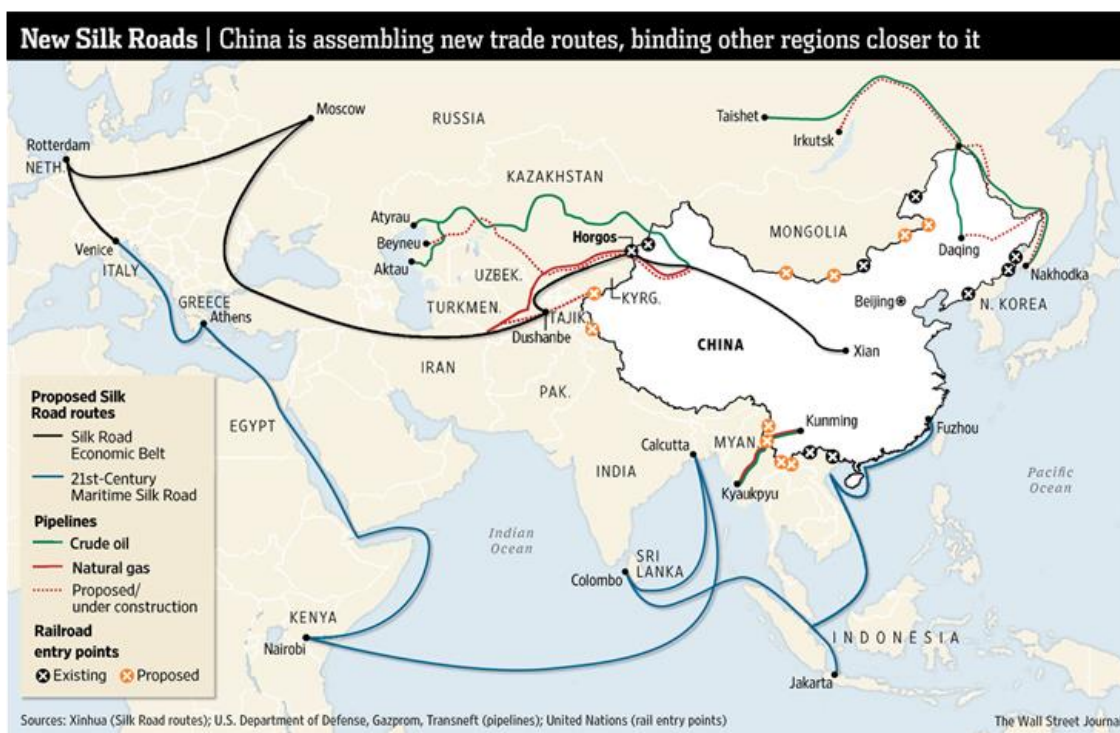 New Silk Roads | China is assembling new trade routes, binding other regions closer to it
Moscow
RUSSIA
Taishet
Irkutsk
Rotterdam
NETH.
KAZAKHSTAN
Atyrau
Beyneu
Aktau
Horgos
MONGOLIA
Daqing
Nakhodka
Venice
ITALY
UZBEK.
GREECE
Athens
TURKMEN.
KYRG.
Beijing
N. KOREA
TAJIK.
Dushanbe
CHINA
Xian
IRAN
PAK.
EGYPT
Calcutta
MYAN.
Kunming
Fuzhou
INDIA
Kyaukpyu
Pacific
Ocean
Indian
Ocean
SRI
LANKA
Colombo
KENYA
Nairobi
INDONESIA
Jakarta
Proposed Silk
Road routes
Silk Road
Economic Belt
21st-Century
Maritime Silk Road
Pipelines
Crude oil
Natural gas
Proposed/
under construction
Railroad
entry points
Existing
Proposed
Sources: Xinhua (Silk Road routes); U.S. Department of Defense, Gazprom, Transneft (pipelines); United Nations (rail entry points)
The Wall Street Journal